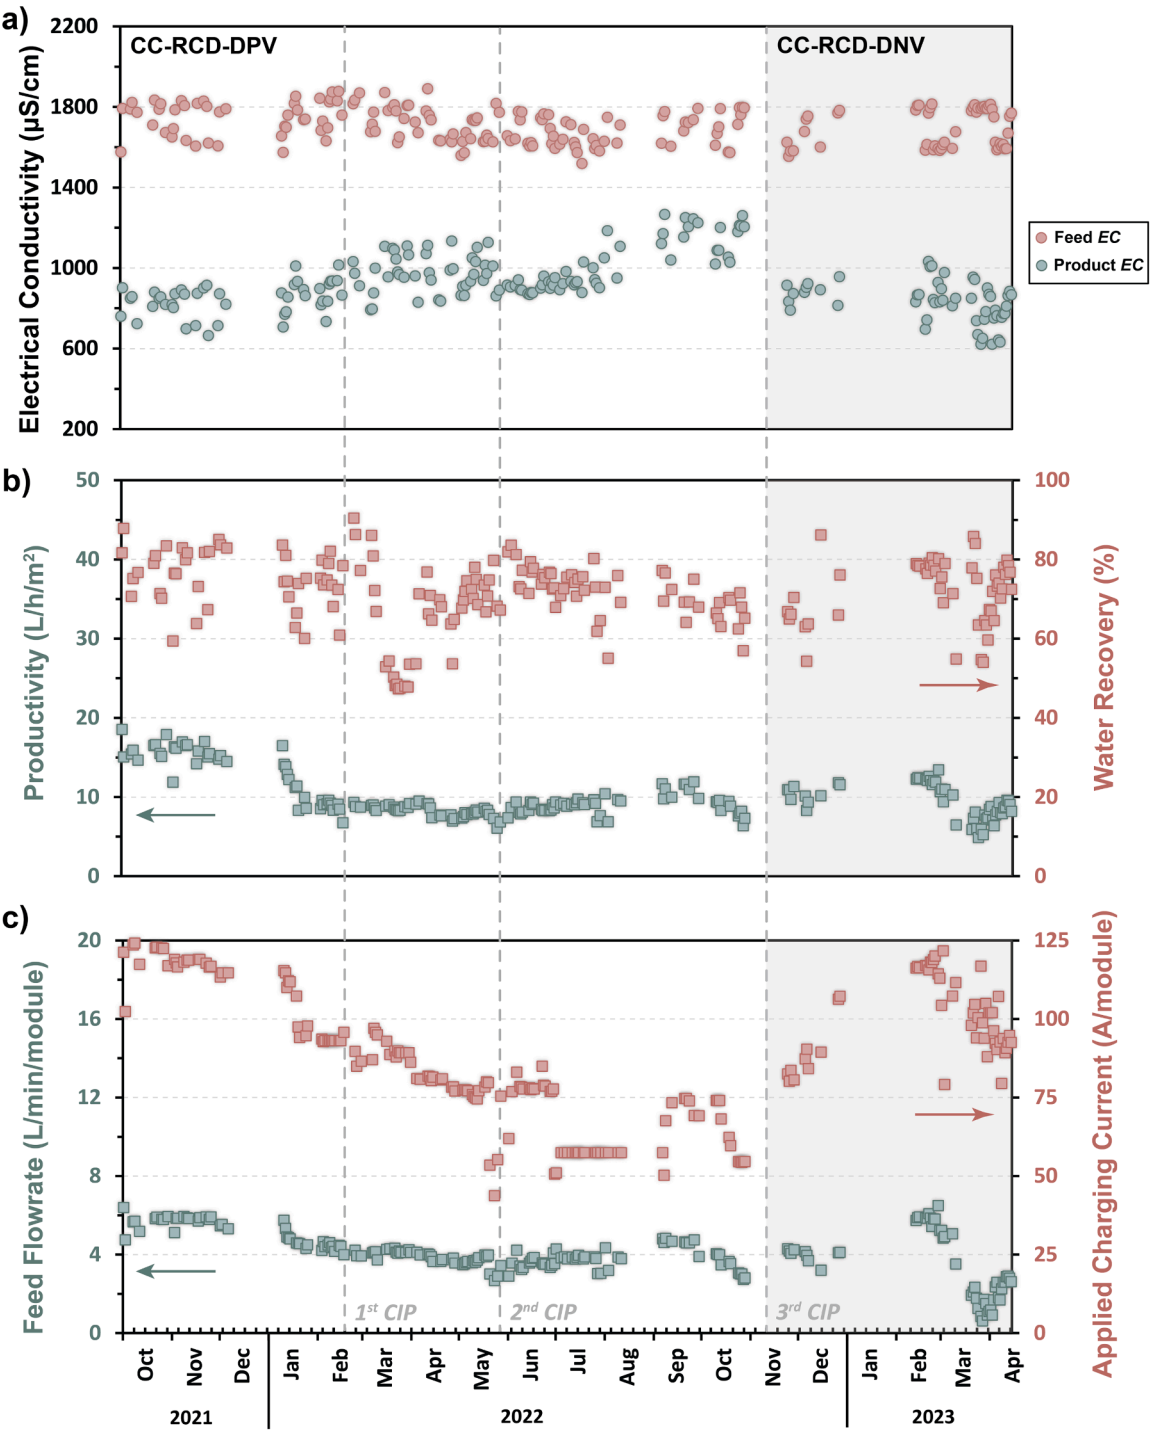 a)
CC-RCD-DPV
CC-RCD-DNV
Electrical Conductivity (µS/cm)
2200
1800
1400
1000
600
200
Feed EC
Product EC
b)
Productivity (L/h/m²)
50
40
30
20
10
0
100
80
60
40
20
0
Water Recovery (%)
c)
Feed Flowrate (L/min/module)
20
16
12
8
4
0
125
100
75
50
25
0
Applied Charging Current (A/module)
1st CIP
2nd CIP
3rd CIP
Oct Nov Dec Jan Feb Mar Apr May Jun Jul Aug Sep Oct Nov Dec Jan Feb Mar Apr
2021 2022 2023